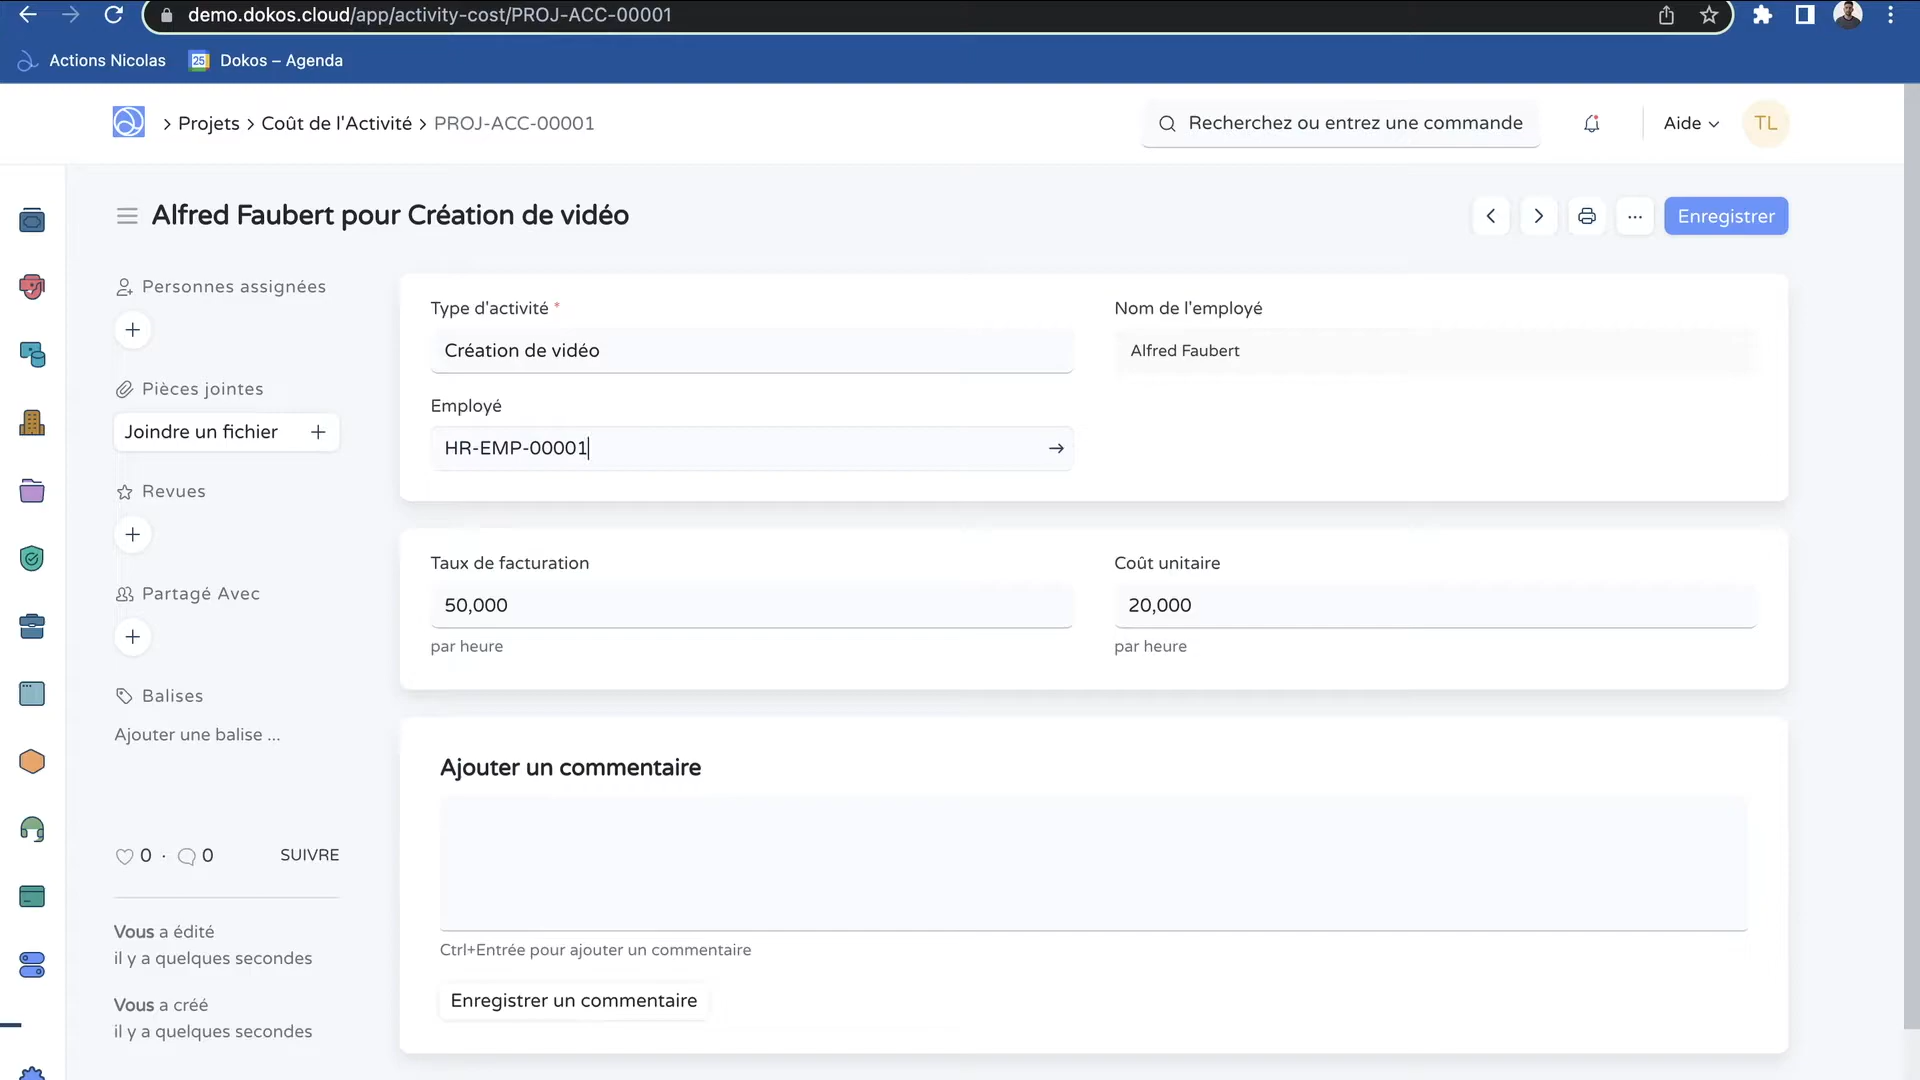 demo.dokos.cloud/app/activity-cost/PROJ-ACC-00001
Actions Nicolas
25
Dokos – Agenda
> Projets > Coût de l'Activité > PROJ-ACC-00001
Recherchez ou entrez une commande
Aide
TL
Alfred Faubert pour Création de vidéo
Enregistrer
Personnes assignées
Pièces jointes
Joindre un fichier
Revues
Partagé Avec
Balises
Ajouter une balise ...
0 · 0
SUIVRE
Vous a édité
il y a quelques secondes
Vous a créé
il y a quelques secondes
Type d'activité *
Création de vidéo
Nom de l'employé
Alfred Faubert
Employé
HR-EMP-00001
Taux de facturation
50,000
par heure
Coût unitaire
20,000
par heure
Ajouter un commentaire
Ctrl+Entrée pour ajouter un commentaire
Enregistrer un commentaire